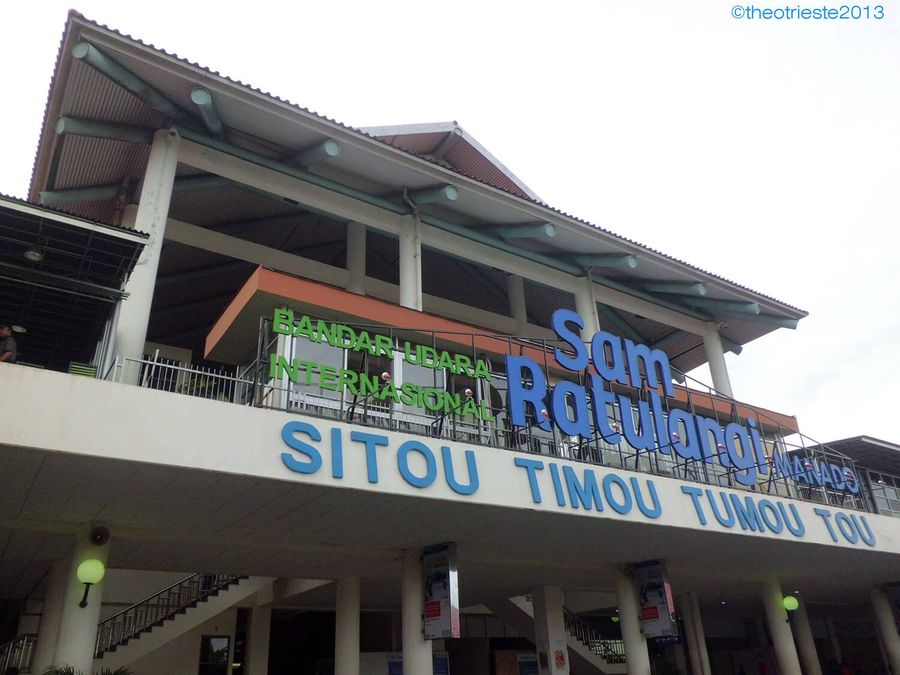 ©theotrieste2013
BANDAR UDARA
INTERNASIONAL
Sam
Ratulangi
MANADO
SITOU TIMOU TUMOU TOU